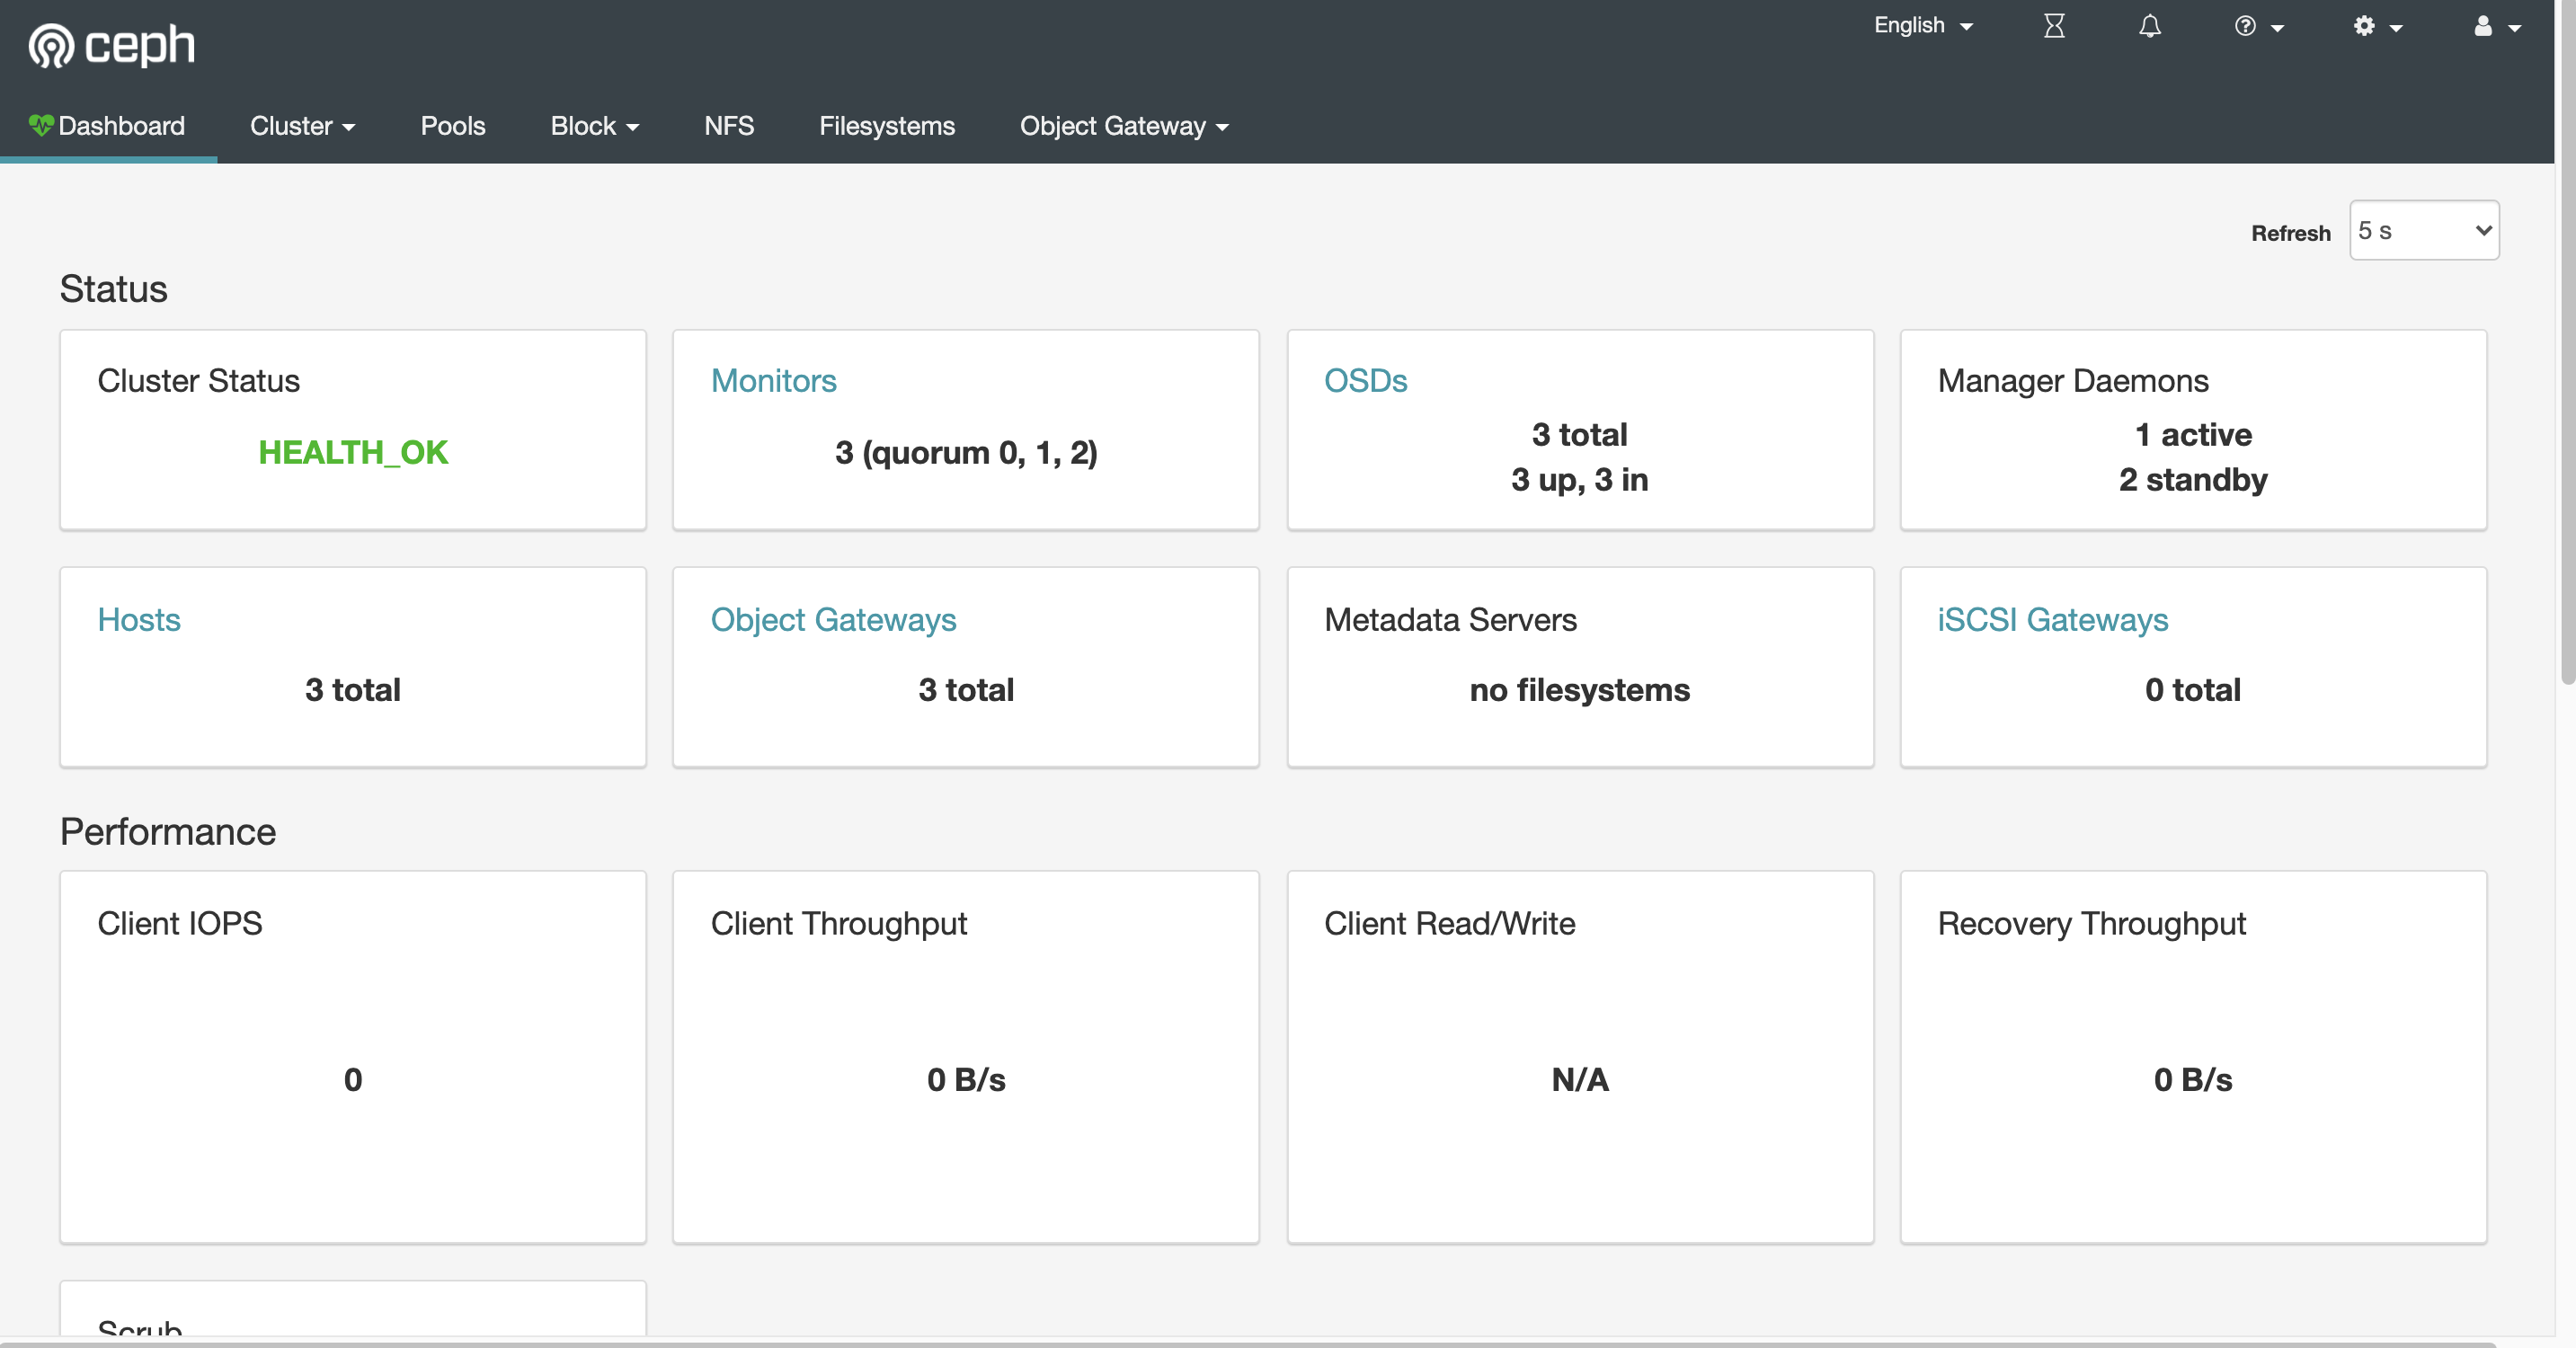 ceph
English
Dashboard
Cluster
Pools
Block
NFS
Filesystems
Object Gateway
Refresh
5 s
Status
Cluster Status
HEALTH_OK
Monitors
3 (quorum 0, 1, 2)
OSDs
3 total
3 up, 3 in
Manager Daemons
1 active
2 standby
Hosts
3 total
Object Gateways
3 total
Metadata Servers
no filesystems
iSCSI Gateways
0 total
Performance
Client IOPS
0
Client Throughput
0 B/s
Client Read/Write
N/A
Recovery Throughput
0 B/s
Scrub